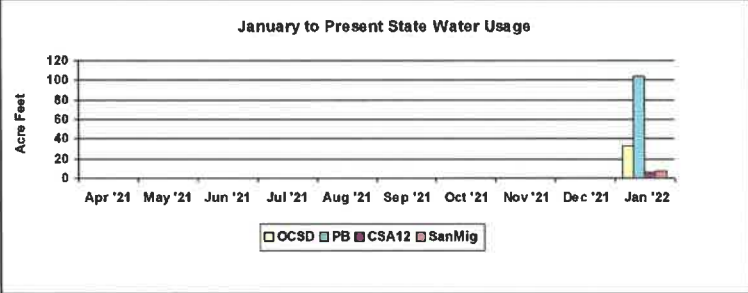 January to Present State Water Usage
Acre Feet
120
100
80
60
40
20
0
Apr '21 May '21 Jun '21 Jul '21 Aug '21 Sep '21 Oct '21 Nov '21 Dec '21 Jan '22
OCSD PB CSA12 SanMig